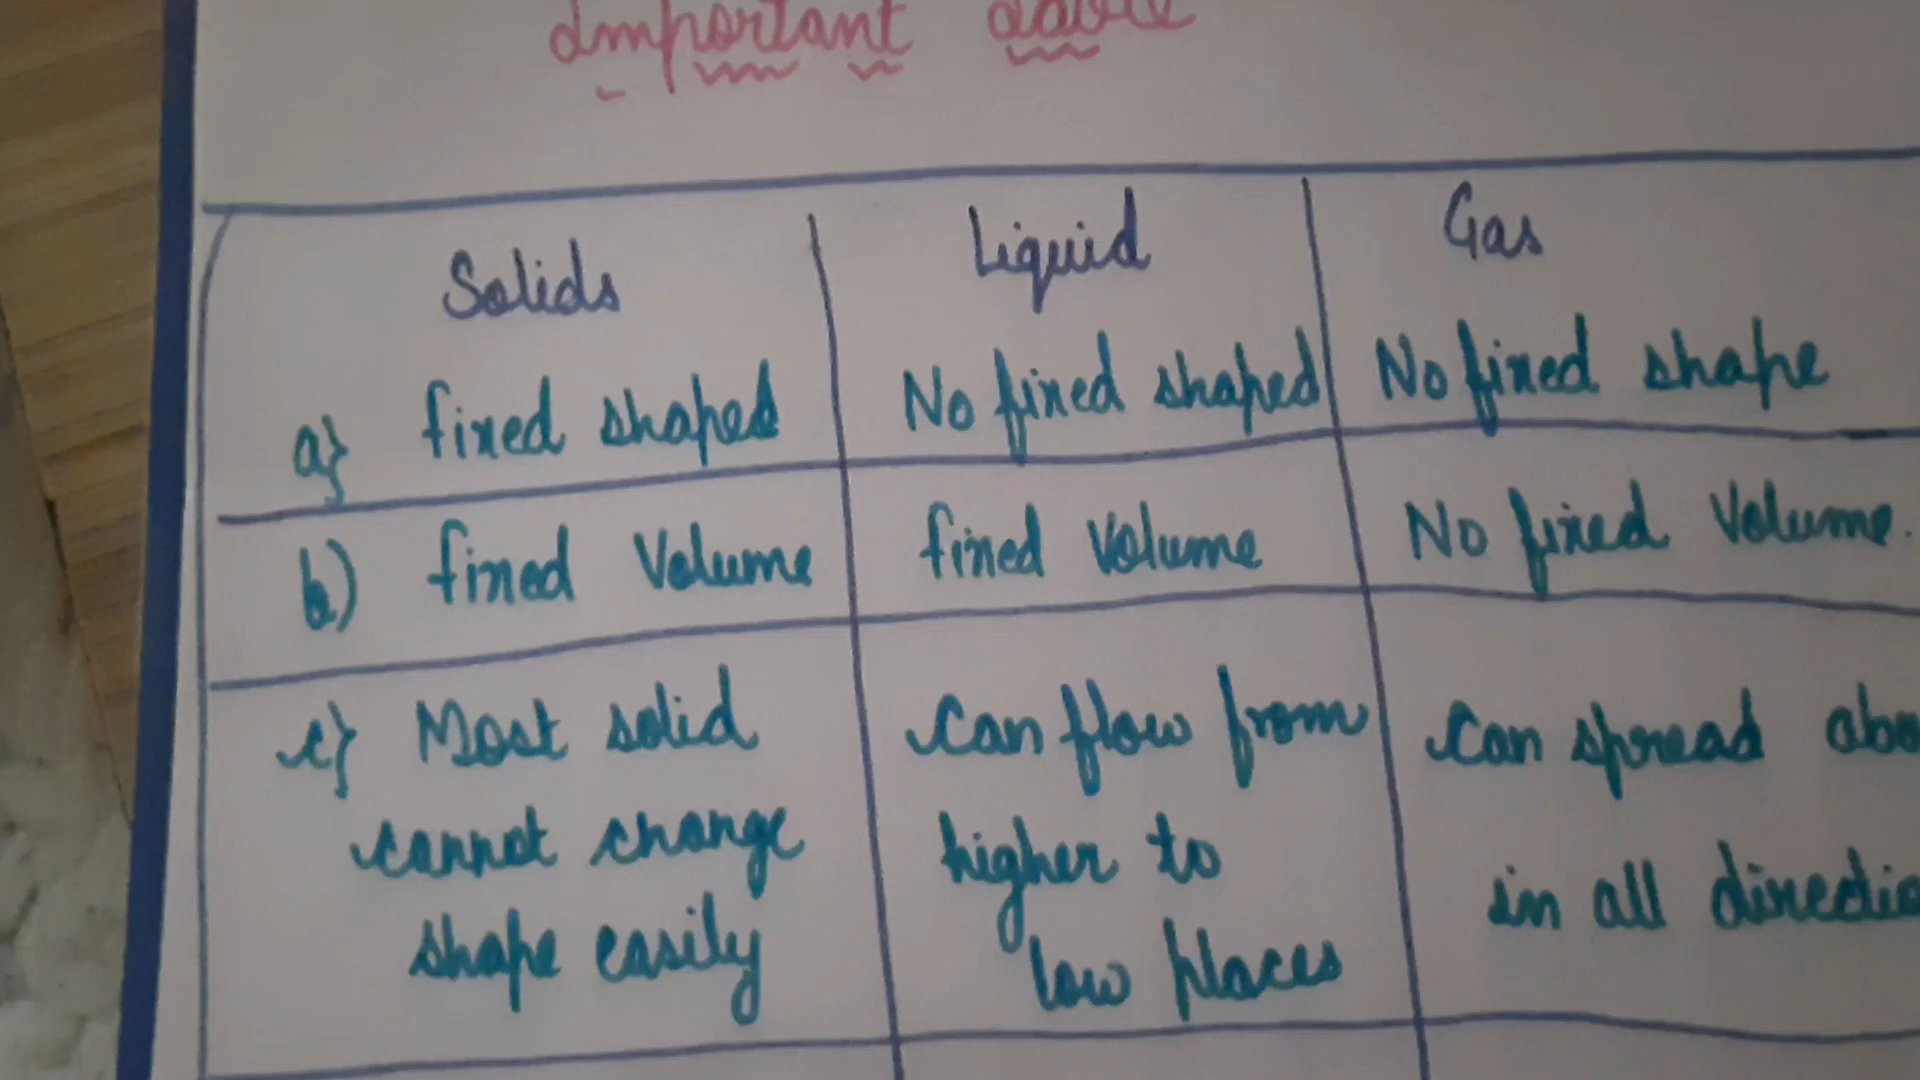 Important Table
Solids Liquid Gas
a} fixed shaped No fixed shaped No fixed shape
b) fixed Volume fixed Volume No fixed Volume.
c} Most solid can flow from can spread
cannot change higher to in all
shape easily low places